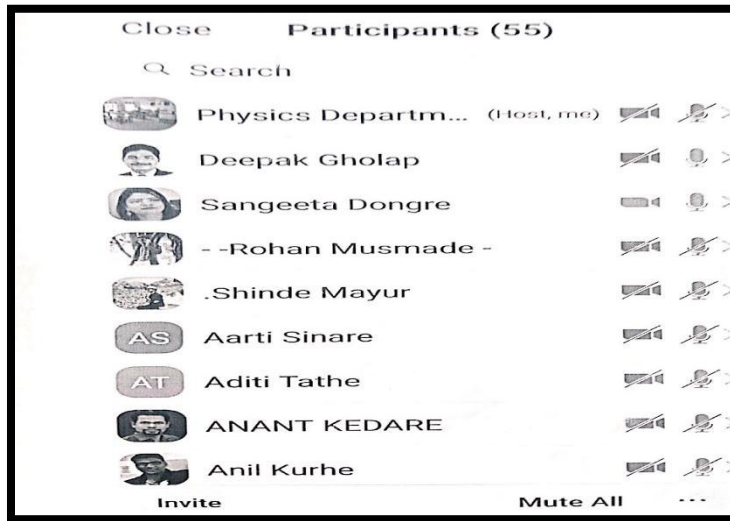 Close Participants (55)
Search
Physics Departm... (Host, me)
Deepak Gholap
Sangeeta Dongre
- -Rohan Musmade -
.Shinde Mayur
AS Aarti Sinare
AT Aditi Tathe
ANANT KEDARE
Anil Kurhe
Invite Mute All ...